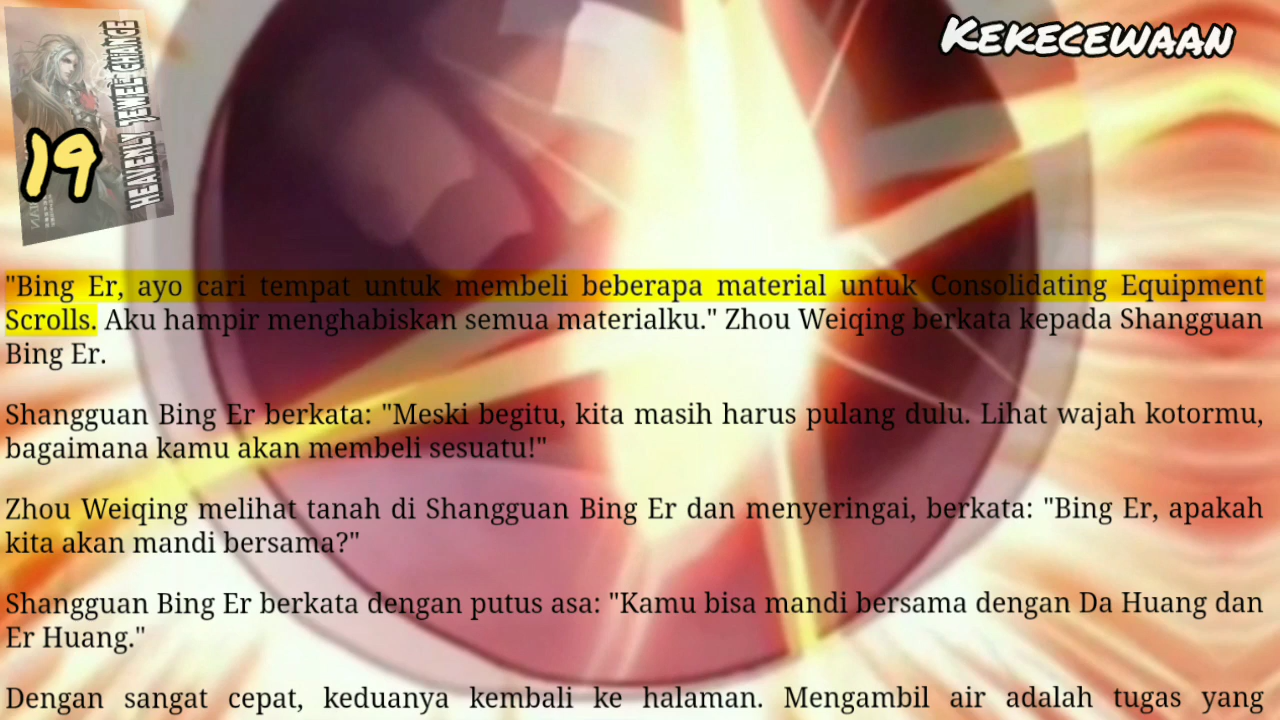 Kekecewaan
HEAVENLY JEWEL CHANGE
19
"Bing Er, ayo cari tempat untuk membeli beberapa material untuk Consolidating Equipment
Scrolls. Aku hampir menghabiskan semua materialku." Zhou Weiqing berkata kepada Shangguan
Bing Er.
Shangguan Bing Er berkata: "Meski begitu, kita masih harus pulang dulu. Lihat wajah kotormu,
bagaimana kamu akan membeli sesuatu!"
Zhou Weiqing melihat tanah di Shangguan Bing Er dan menyeringai, berkata: "Bing Er, apakah
kita akan mandi bersama?"
Shangguan Bing Er berkata dengan putus asa: "Kamu bisa mandi bersama dengan Da Huang dan
Er Huang."
Dengan sangat cepat, keduanya kembali ke halaman. Mengambil air adalah tugas yang